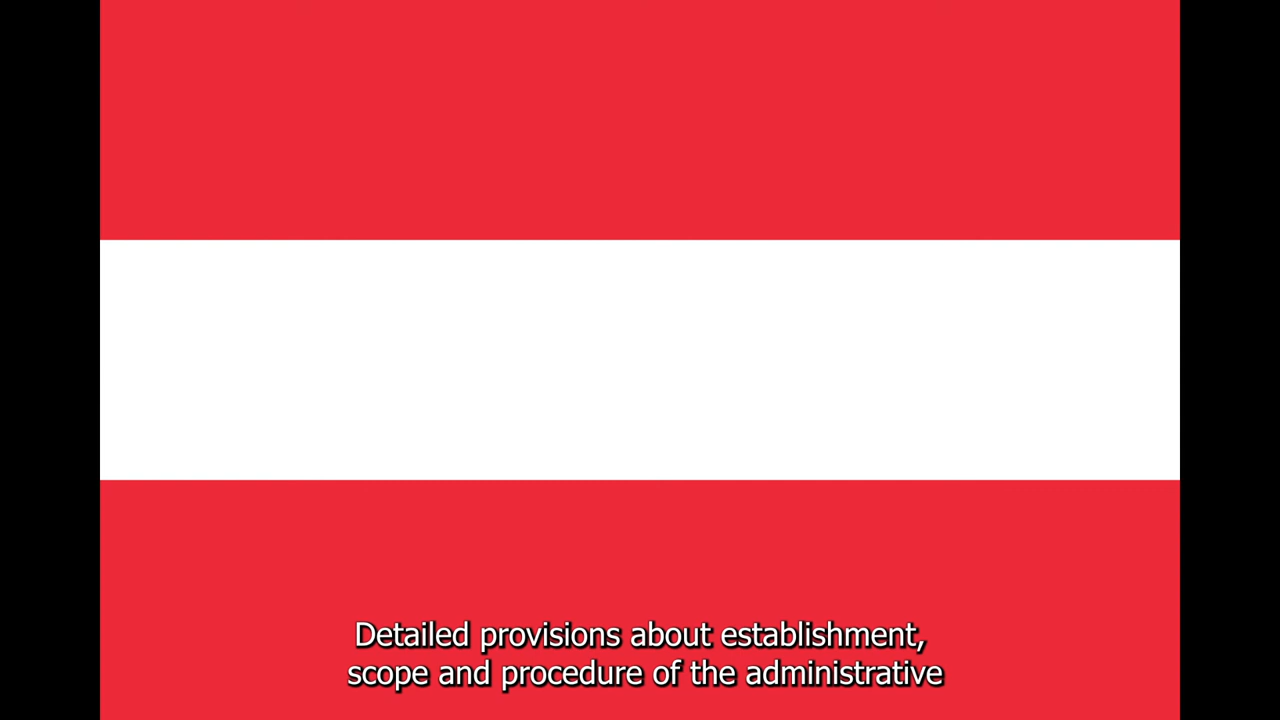 Detailed provisions about establishment,
scope and procedure of the administrative